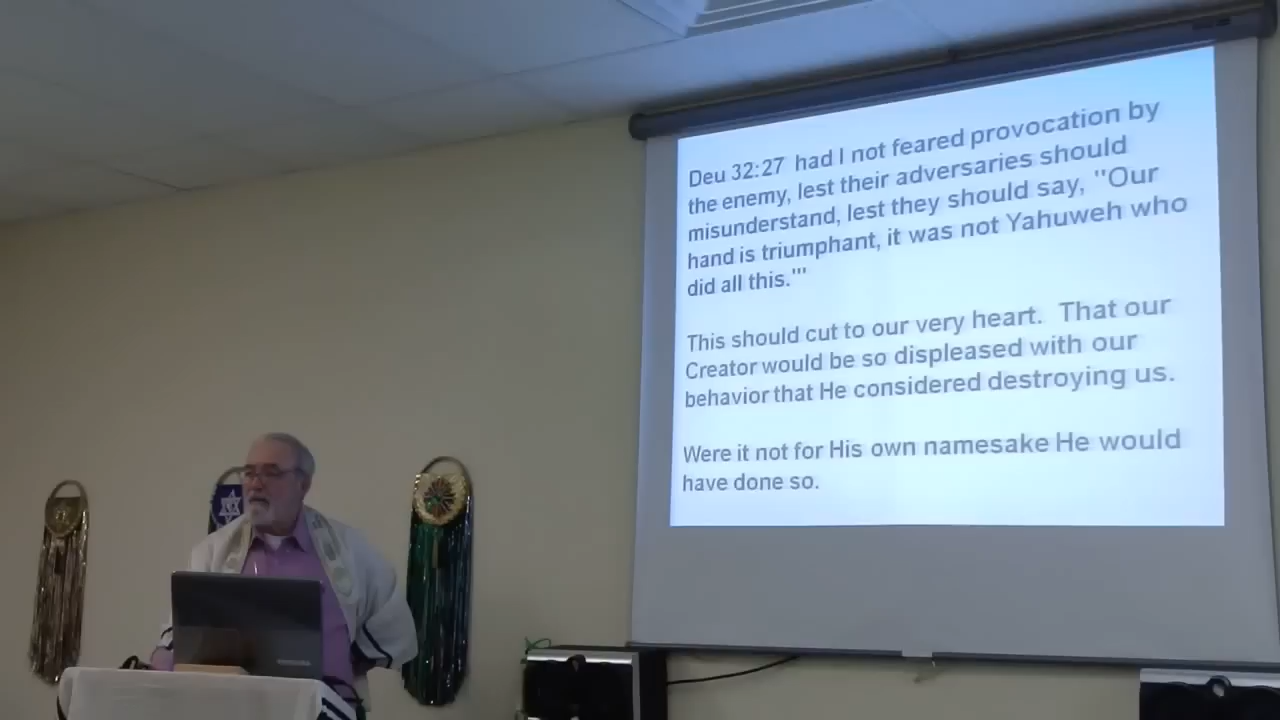 Deu 32:27 had I not feared provocation by
the enemy, lest their adversaries should
misunderstand, lest they should say, "Our
hand is triumphant, it was not Yahuweh who
did all this.'"
This should cut to our very heart. That our
Creator would be so displeased with our
behavior that He considered destroying us.
Were it not for His own namesake He would
have done so.